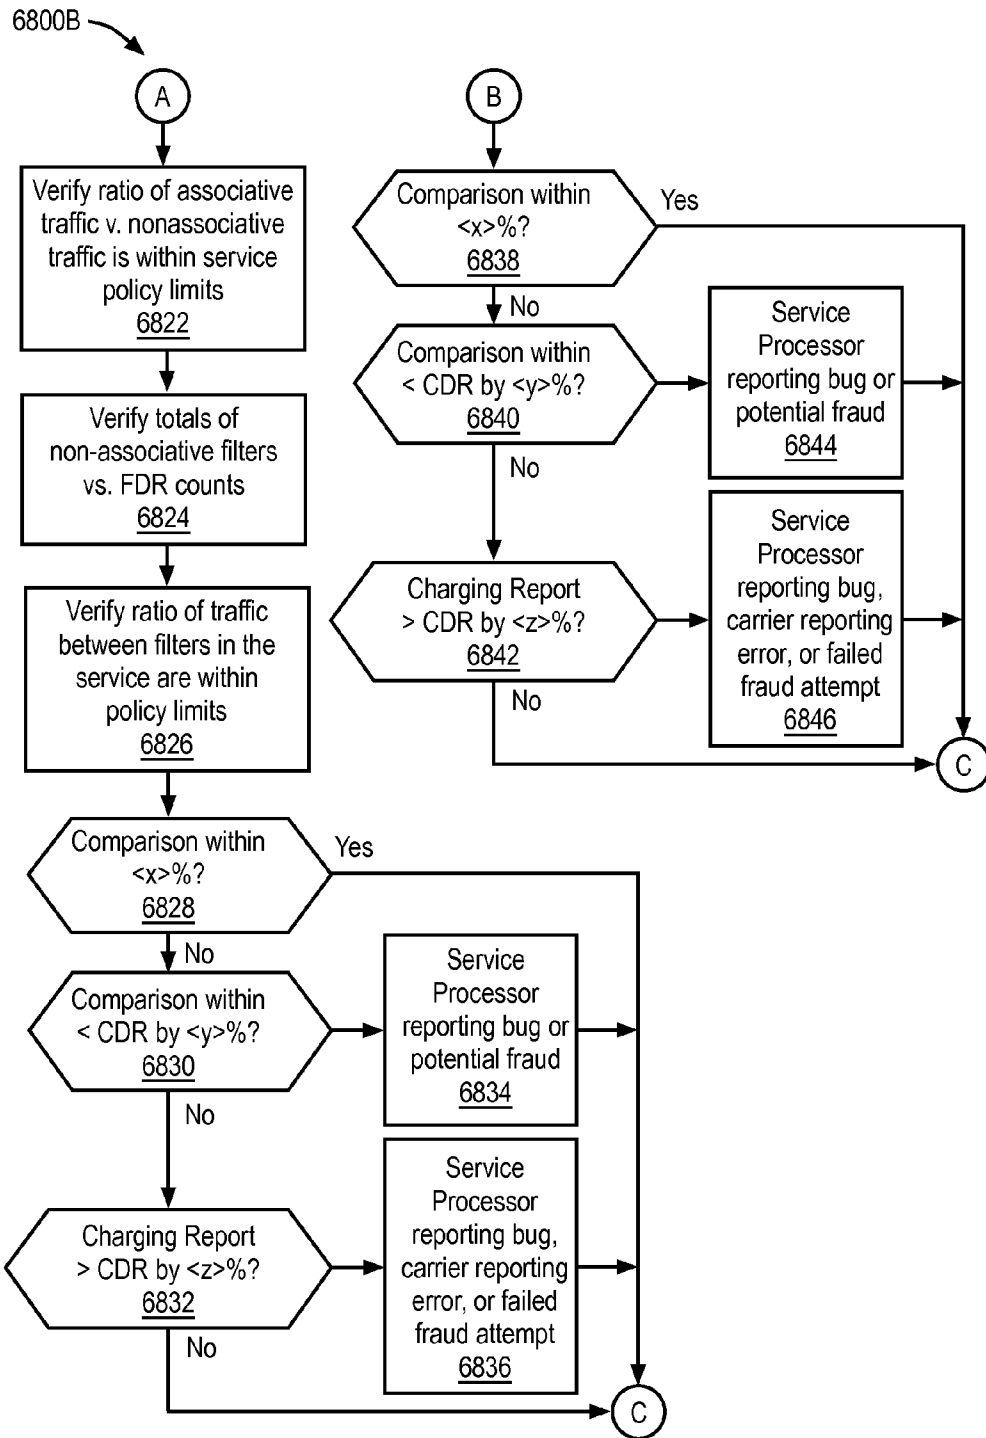 6800B
A
Verify ratio of associative
traffic v. nonassociative
traffic is within service
policy limits
6822
Verify totals of
non-associative filters
vs. FDR counts
6824
Verify ratio of traffic
between filters in the
service are within
policy limits
6826
Comparison within
<x>%?
6828
Yes
No
Comparison within
< CDR by <y>%?
6830
No
Service
Processor
reporting bug or
potential fraud
6834
Charging Report
> CDR by <z>%?
6832
No
Service
Processor
reporting bug,
carrier reporting
error, or failed
fraud attempt
6836
C
B
Comparison within
<x>%?
6838
Yes
No
Comparison within
< CDR by <y>%?
6840
No
Service
Processor
reporting bug or
potential fraud
6844
Charging Report
> CDR by <z>%?
6842
No
Service
Processor
reporting bug,
carrier reporting
error, or failed
fraud attempt
6846
C